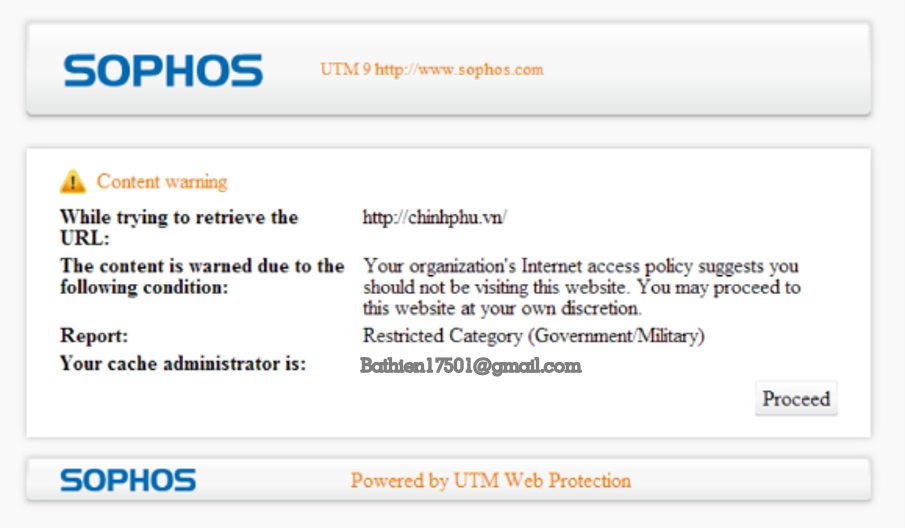 SOPHOS UTM 9 http://www.sophos.com
Content warning
While trying to retrieve the URL:
http://chinhphu.vn/
The content is warned due to the
following condition:
Your organization's Internet access policy suggests you
should not be visiting this website. You may proceed to
this website at your own discretion.
Report: Restricted Category (Government/Military)
Your cache administrator is: Bathien17501@gmail.com
Proceed
SOPHOS Powered by UTM Web Protection